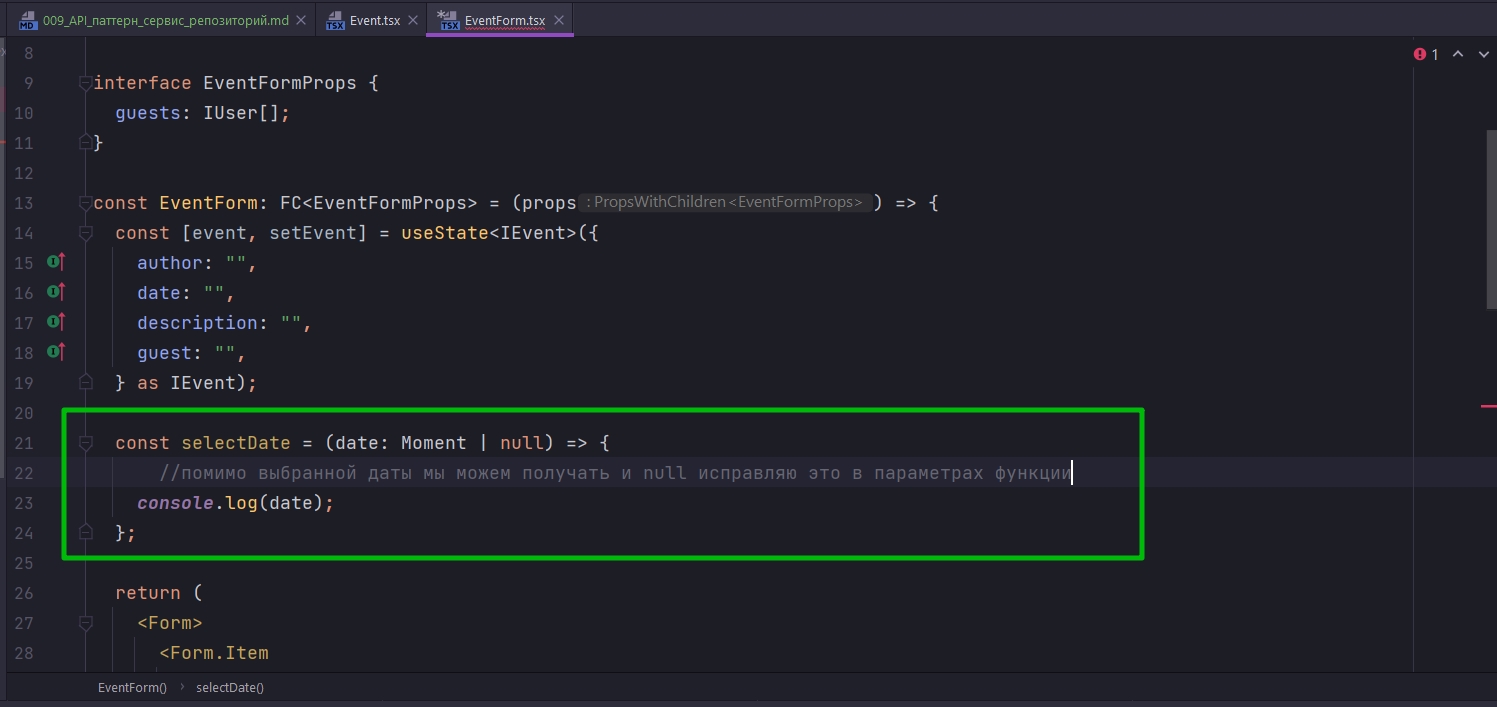 009_API_паттерн_сервис_репозиторий.md Event.tsx EventForm.tsx
8 1
9 interface EventFormProps {
10 guests: IUser[];
11 }
12
13 const EventForm: FC<EventFormProps> = (props : PropsWithChildren<EventFormProps> ) => {
14 const [event, setEvent] = useState<IEvent>({
15 author: "",
16 date: "",
17 description: "",
18 guest: "",
19 } as IEvent);
20
21 const selectDate = (date: Moment | null) => {
22 //помимо выбранной даты мы можем получать и null исправляю это в параметрах функции
23 console.log(date);
24 };
25
26 return (
27 <Form>
28 <Form.Item
EventForm() › selectDate()